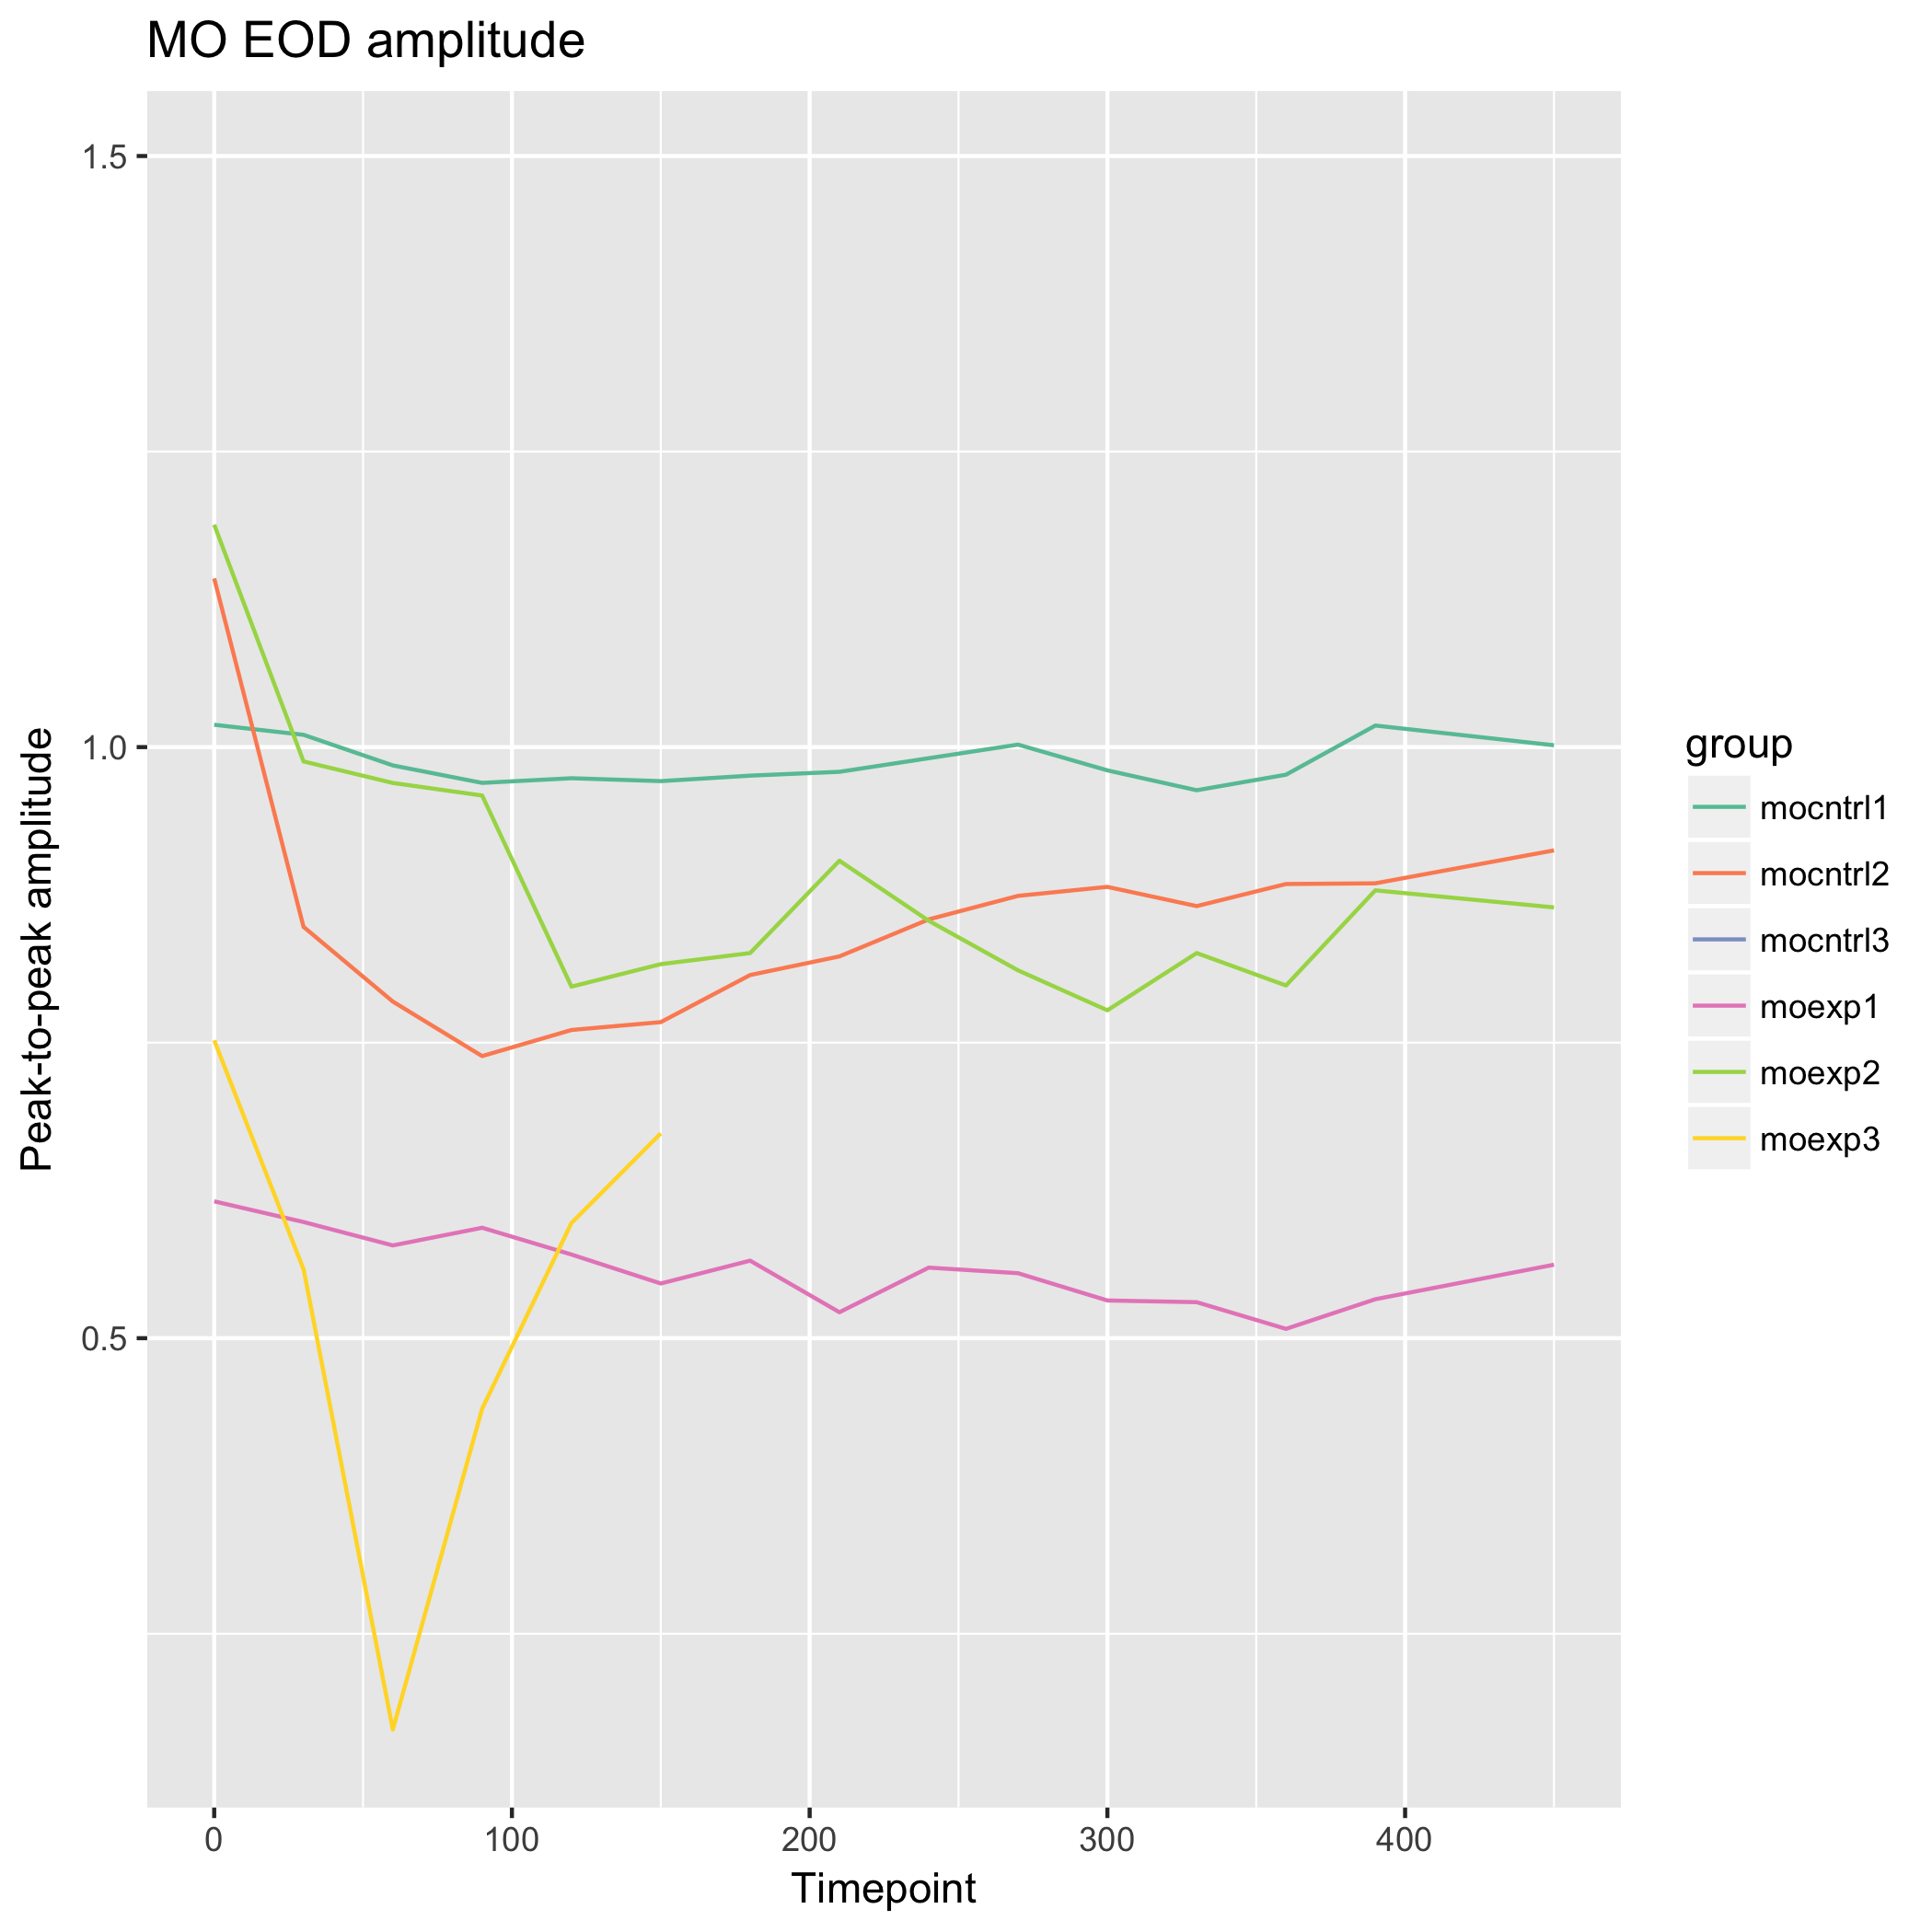 MO EOD amplitude
Peak-to-peak amplitude
1.5
1.0
0.5
0
100
200
300
400
Timepoint
group
mocntrl1
mocntrl2
mocntrl3
moexp1
moexp2
moexp3